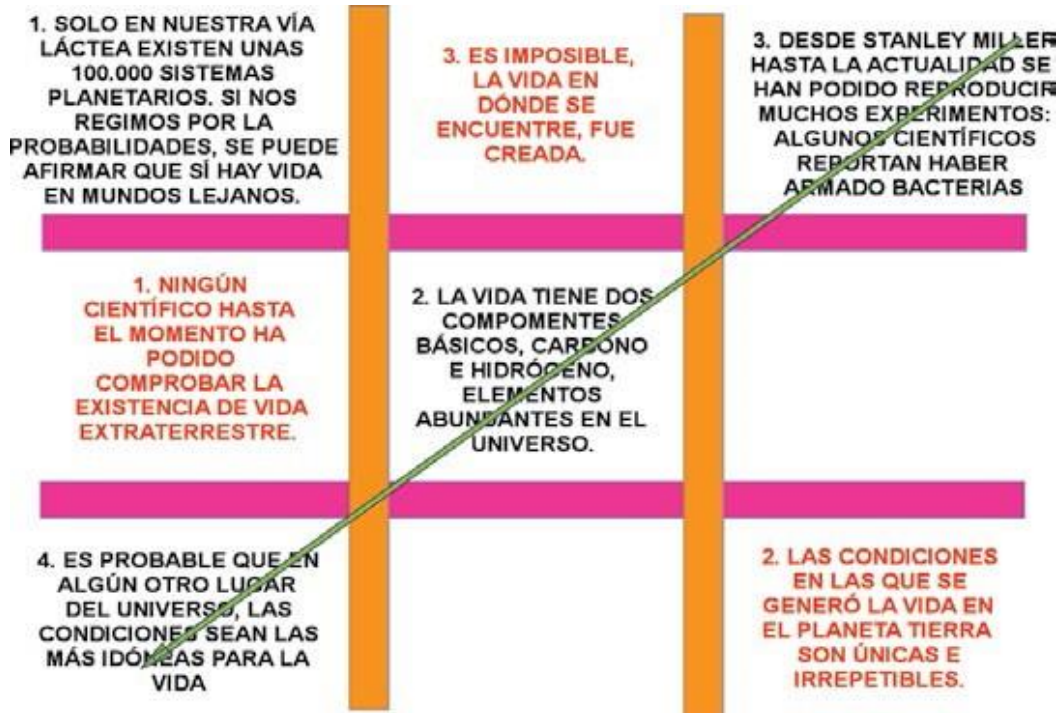 1. SOLO EN NUESTRA VÍA
LÁCTEA EXISTEN UNAS
100.000 SISTEMAS
PLANETARIOS. SI NOS
REGIMOS POR LA
PROBABILIDADES, SE PUEDE
AFIRMAR QUE SÍ HAY VIDA
EN MUNDOS LEJANOS.
3. ES IMPOSIBLE,
LA VIDA EN
DÓNDE SE
ENCUENTRE, FUE
CREADA.
3. DESDE STANLEY MILLER
HASTA LA ACTUALIDAD SE
HAN PODIDO REPRODUCIR
MUCHOS EXPERIMENTOS:
ALGUNOS CIENTÍFICOS
REPORTAN HABER
ARMADO BACTERIAS
1. NINGÚN
CIENTÍFICO HASTA
EL MOMENTO HA
PODIDO
COMPROBAR LA
EXISTENCIA DE VIDA
EXTRATERRESTRE.
2. LA VIDA TIENE DOS
COMPOMENTES
BÁSICOS, CARBONO
E HIDRÓGENO,
ELEMENTOS
ABUNDANTES EN EL
UNIVERSO.
4. ES PROBABLE QUE EN
ALGÚN OTRO LUGAR
DEL UNIVERSO, LAS
CONDICIONES SEAN LAS
MÁS IDÓNEAS PARA LA
VIDA
2. LAS CONDICIONES
EN LAS QUE SE
GENERÓ LA VIDA EN
EL PLANETA TIERRA
SON ÚNICAS E
IRREPETIBLES.